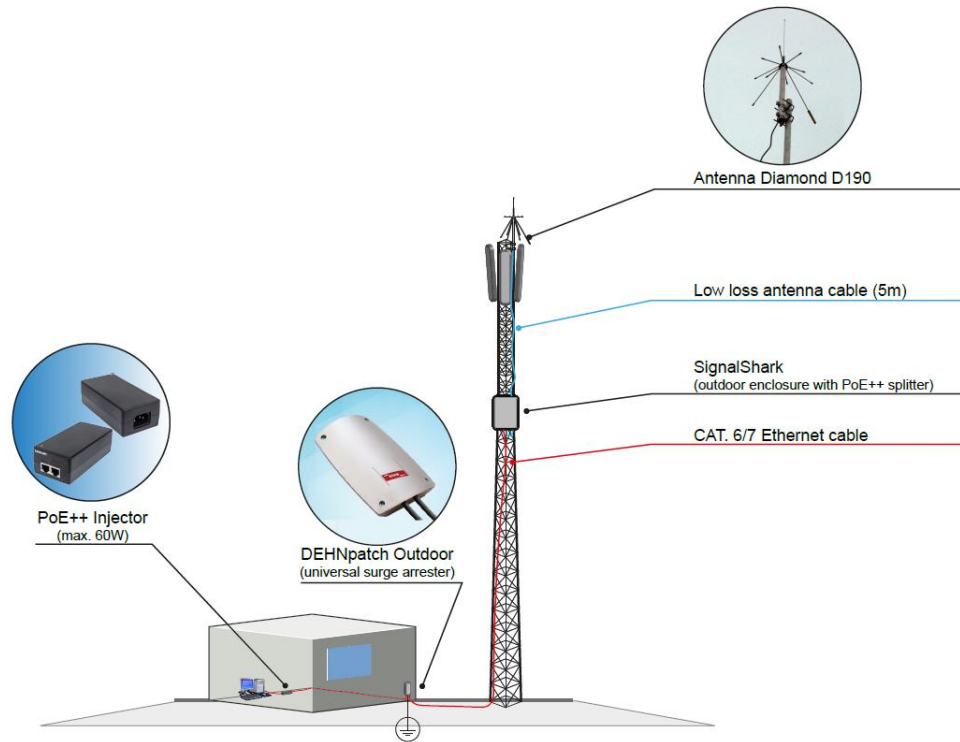 Antenna Diamond D190
Low loss antenna cable (5m)
SignalShark
(outdoor enclosure with PoE++ splitter)
CAT. 6/7 Ethernet cable
PoE++ Injector
(max. 60W)
DEHNpatch Outdoor
(universal surge arrester)